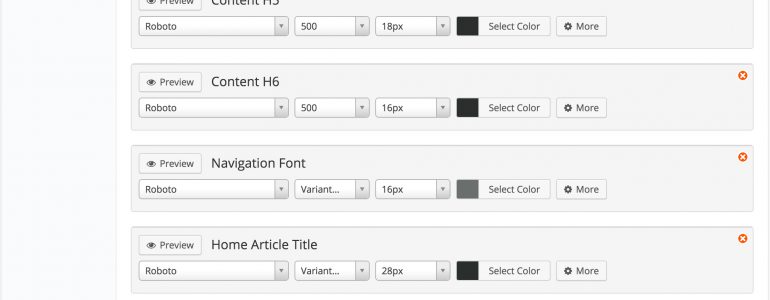 Preview Content H5
Roboto 500 18px Select Color More
Preview Content H6
Roboto 500 16px Select Color More
Preview Navigation Font
Roboto Variant... 16px Select Color More
Preview Home Article Title
Roboto Variant... 28px Select Color More